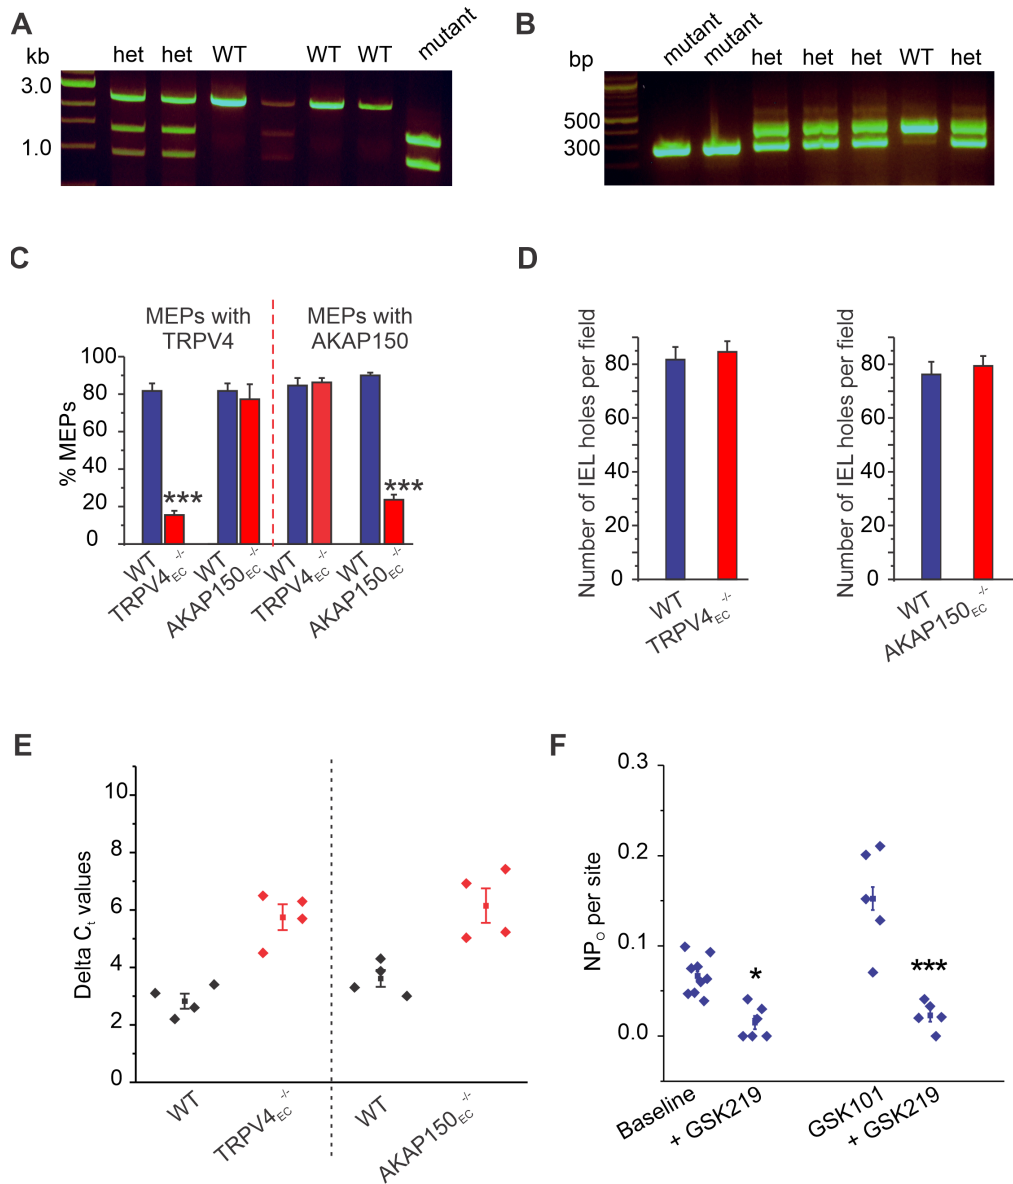 A
kb
het
het
WT
WT
WT
mutant
3.0
1.0
B
bp
mutant
mutant
het
het
het
WT
het
500
300
C
MEPs with
TRPV4
MEPs with
AKAP150
% MEPs
100
80
60
40
20
0
***
***
WT
TRPV4EC-/-
WT
AKAP150EC-/-
WT
TRPV4EC-/-
WT
AKAP150EC-/-
D
Number of IEL holes per field
80
60
40
20
0
WT
TRPV4EC-/-
Number of IEL holes per field
80
60
40
20
0
WT
AKAP150EC-/-
E
Delta Ct values
10
8
6
4
2
0
WT
TRPV4EC-/-
WT
AKAP150EC-/-
F
NPO per site
0.3
0.2
0.1
0.0
*
***
Baseline
+ GSK219
GSK101
+ GSK219